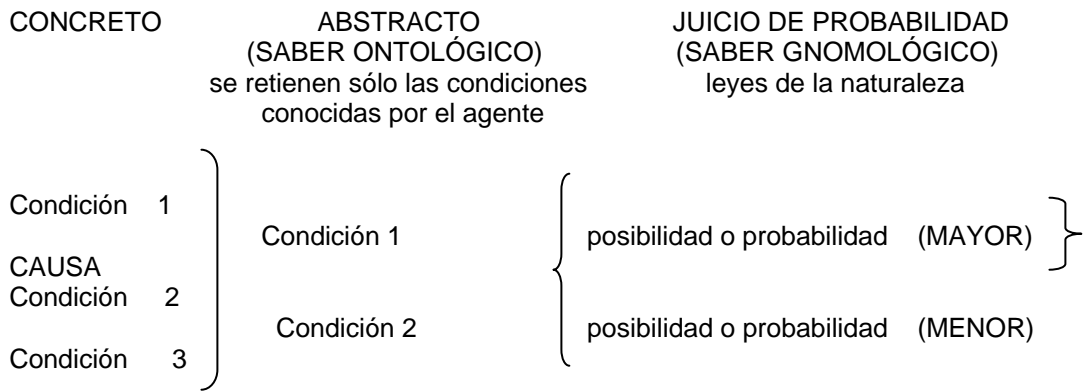 CONCRETO ABSTRACTO JUICIO DE PROBABILIDAD
(SABER ONTOLÓGICO) (SABER GNOMOLÓGICO)
se retienen sólo las condiciones leyes de la naturaleza
conocidas por el agente
Condición 1
Condición 1 posibilidad o probabilidad (MAYOR)
CAUSA
Condición 2
Condición 2 posibilidad o probabilidad (MENOR)
Condición 3